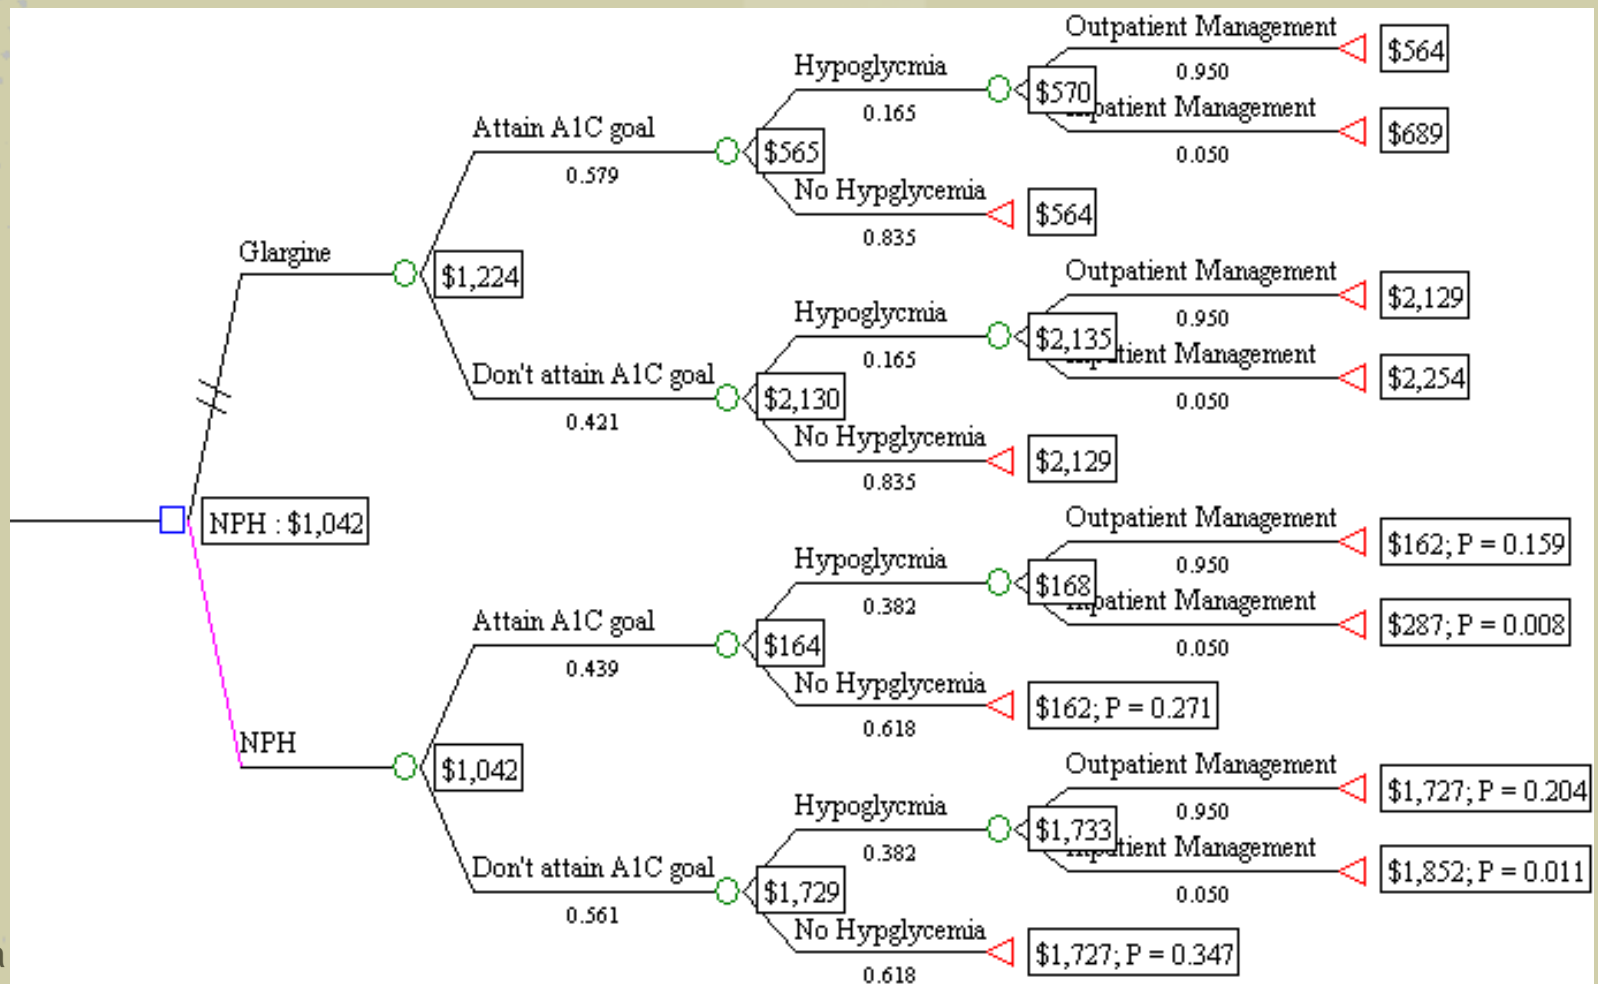 Outpatient Management
$564
0.950
Hypoglycmia
$570
0.165
patient Management
$689
0.050
Attain A1C goal
$565
0.579
No Hypglycemia
$564
0.835
Glargine
$1,224
Outpatient Management
$2,129
0.950
Hypoglycmia
$2,135
0.165
tient Management
$2,254
0.050
Don't attain A1C goal
$2,130
0.421
No Hypglycemia
$2,129
0.835
NPH : $1,042
Outpatient Management
$162; P = 0.159
0.950
Hypoglycmia
$168
0.382
patient Management
$287; P = 0.008
0.050
Attain A1C goal
$164
0.439
No Hypglycemia
$162; P = 0.271
0.618
NPH
$1,042
Outpatient Management
$1,727; P = 0.204
0.950
Hypoglycmia
$1,733
0.382
tient Management
$1,852; P = 0.011
0.050
Don't attain A1C goal
$1,729
0.561
No Hypglycemia
$1,727; P = 0.347
0.618
a